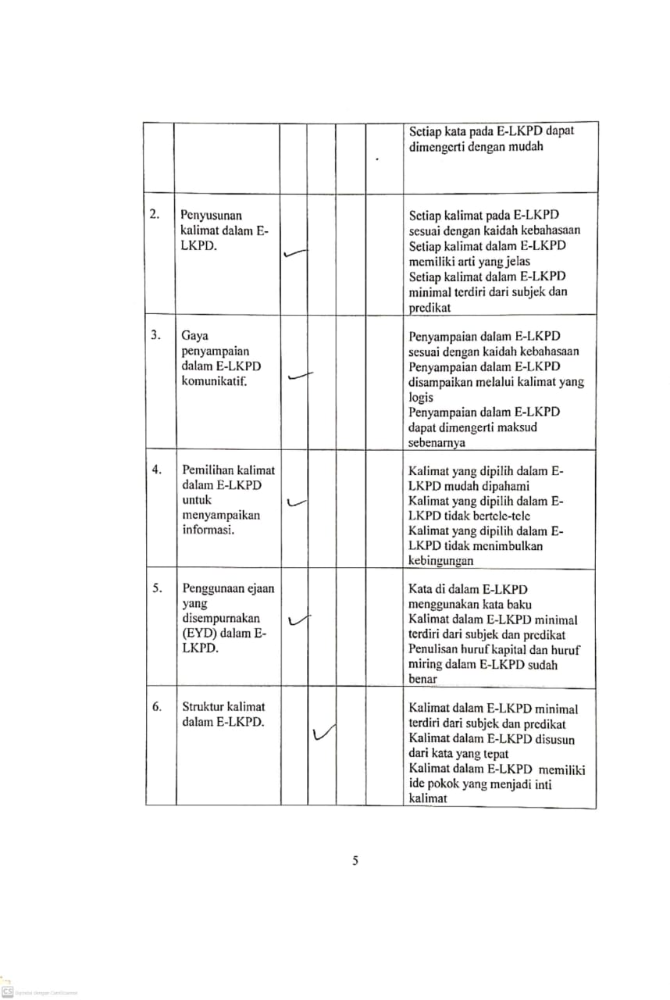 Setiap kata pada E-LKPD dapat
dimengerti dengan mudah
2.
Penyusunan
kalimat dalam E-
LKPD.
Setiap kalimat pada E-LKPD
sesuai dengan kaidah kebahasaan
Setiap kalimat dalam E-LKPD
memiliki arti yang jelas
Setiap kalimat dalam E-LKPD
minimal terdiri dari subjek dan
predikat
3.
Gaya
penyampaian
dalam E-LKPD
komunikatif.
Penyampaian dalam E-LKPD
sesuai dengan kaidah kebahasaan
Penyampaian dalam E-LKPD
disampaikan melalui kalimat yang
logis
Penyampaian dalam E-LKPD
dapat dimengerti maksud
sebenarnya
4.
Pemilihan kalimat
dalam E-LKPD
untuk
menyampaikan
informasi.
Kalimat yang dipilih dalam E-
LKPD mudah dipahami
Kalimat yang dipilih dalam E-
LKPD tidak bertele-tele
Kalimat yang dipilih dalam E-
LKPD tidak menimbulkan
kebingungan
5.
Penggunaan ejaan
yang
disempurnakan
(EYD) dalam E-
LKPD.
Kata di dalam E-LKPD
menggunakan kata baku
Kalimat dalam E-LKPD minimal
terdiri dari subjek dan predikat
Penulisan huruf kapital dan huruf
miring dalam E-LKPD sudah
benar
6.
Struktur kalimat
dalam E-LKPD.
Kalimat dalam E-LKPD minimal
terdiri dari subjek dan predikat
Kalimat dalam E-LKPD disusun
dari kata yang tepat
Kalimat dalam E-LKPD memiliki
ide pokok yang menjadi inti
kalimat
5
CS Dipindai dengan CamScanner